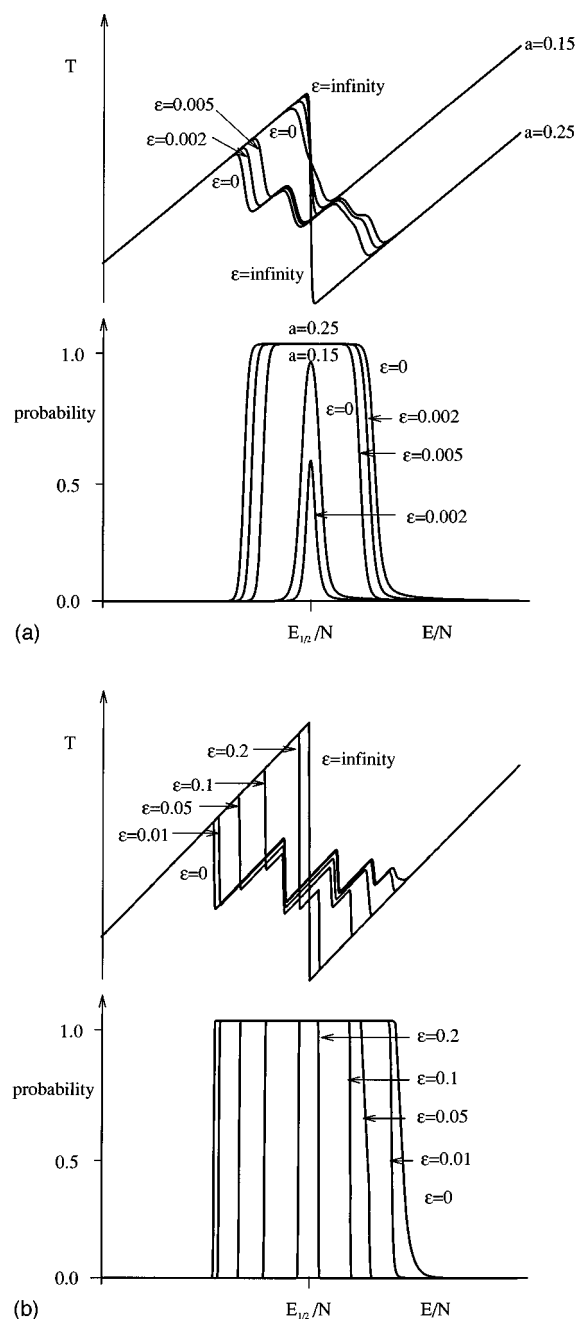 T
a=0.15
ε=infinity
ε=0.005
ε=0.002
ε=0
a=0.25
ε=0
ε=infinity
a=0.25
1.0
a=0.15
ε=0
ε=0
probability
ε=0.002
ε=0.005
0.5
ε=0.002
0.0
(a)
E1/2/N
E/N
T
ε=0.2
ε=infinity
ε=0.1
ε=0.05
ε=0.01
ε=0
1.0
ε=0.2
probability
ε=0.1
ε=0.05
0.5
ε=0.01
ε=0
0.0
(b)
E1/2/N
E/N